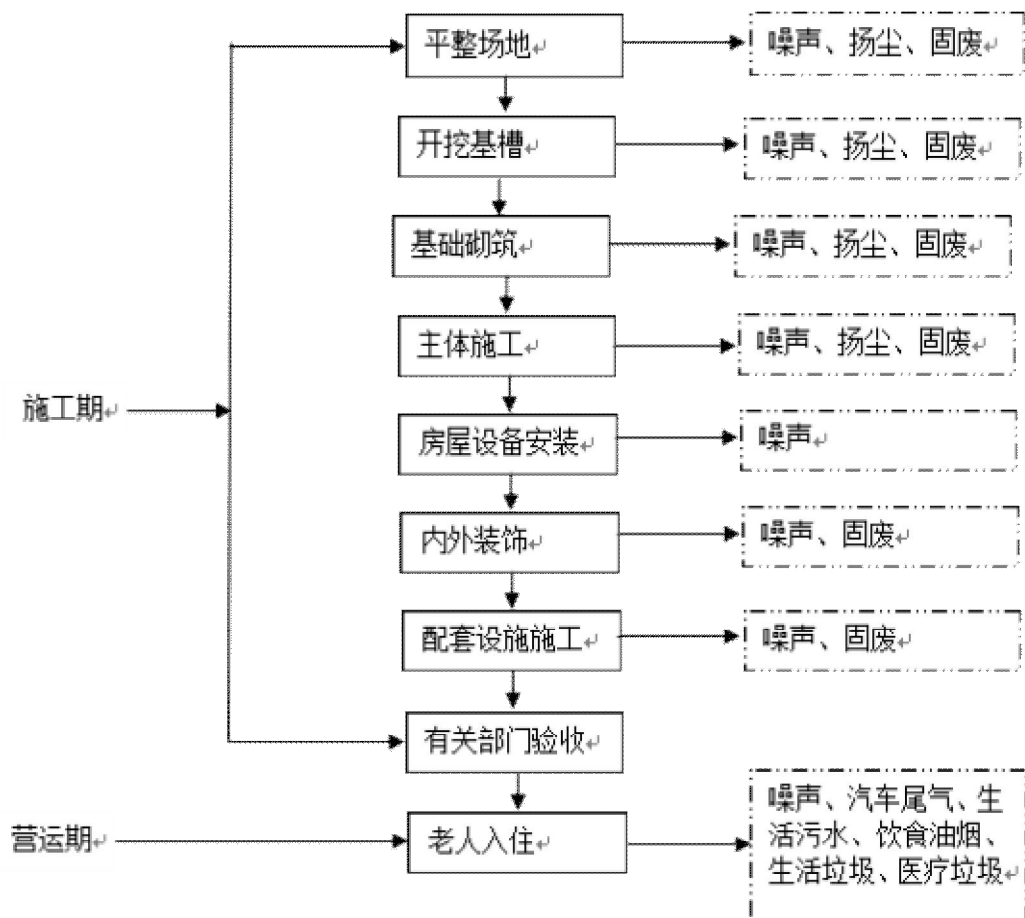 平整场地
噪声、扬尘、固废
开挖基槽
噪声、扬尘、固废
基础砌筑
噪声、扬尘、固废
主体施工
噪声、扬尘、固废
施工期
房屋设备安装
噪声
内外装饰
噪声、固废
配套设施施工
噪声、固废
有关部门验收
营运期
老人入住
噪声、汽车尾气、生
活污水、饮食油烟、
生活垃圾、医疗垃圾